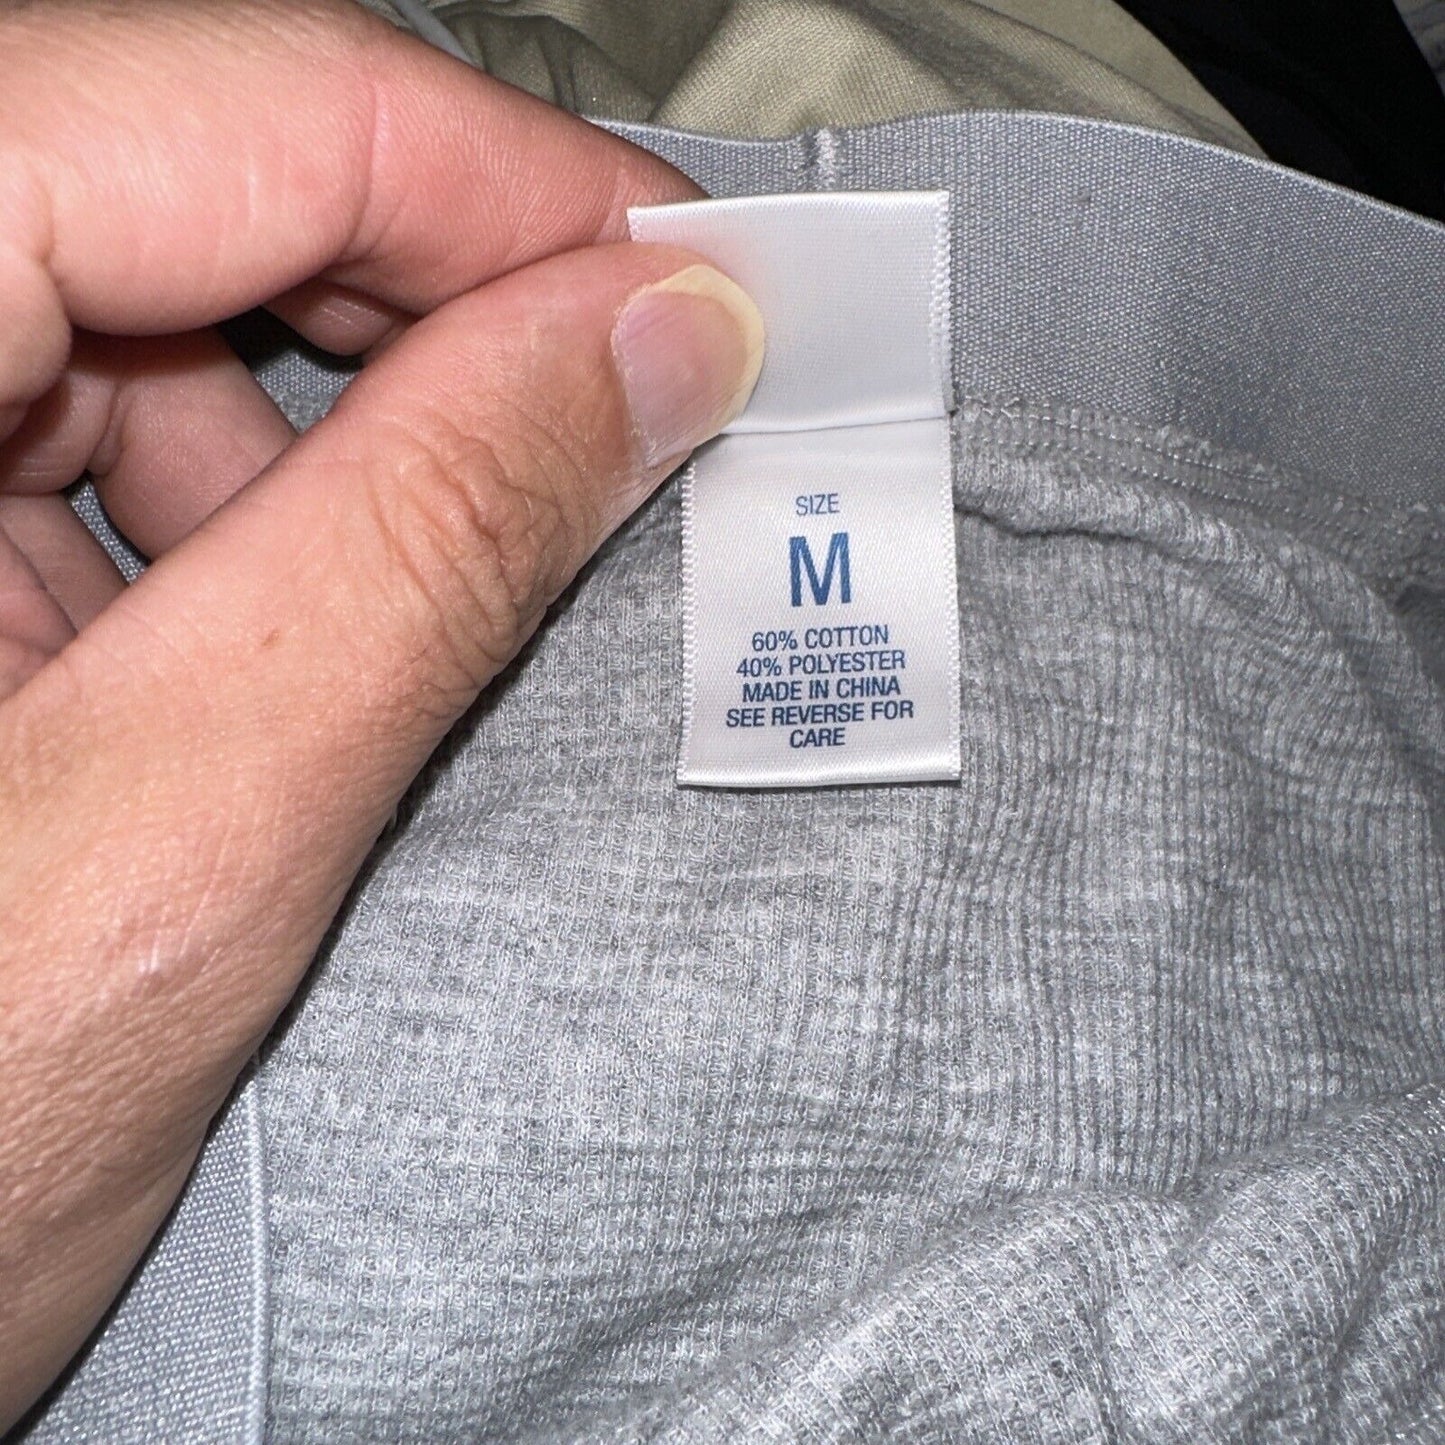 SIZE
M
60% COTTON
40% POLYESTER
MADE IN CHINA
SEE REVERSE FOR
CARE